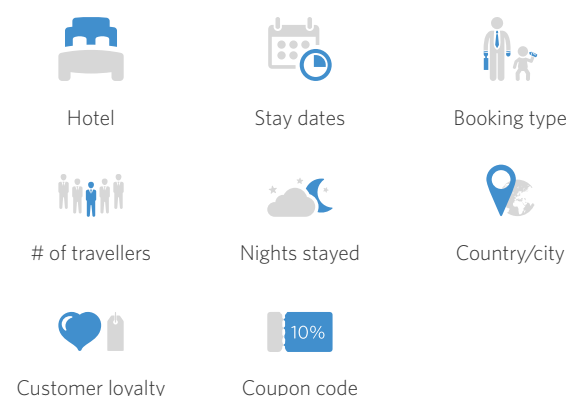 Hotel
Stay dates
Booking type
# of travellers
Nights stayed
Country/city
10%
Customer loyalty
Coupon code